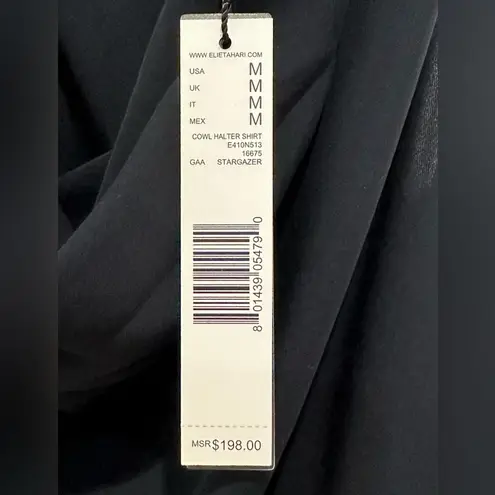 WWW.ELIETAHARI.COM
USA M
UK M
IT M
MEX M
COWL HALTER SHIRT
E410N513
16675
GAA STARGAZER
8 01439 05479 0
MSR $198.00